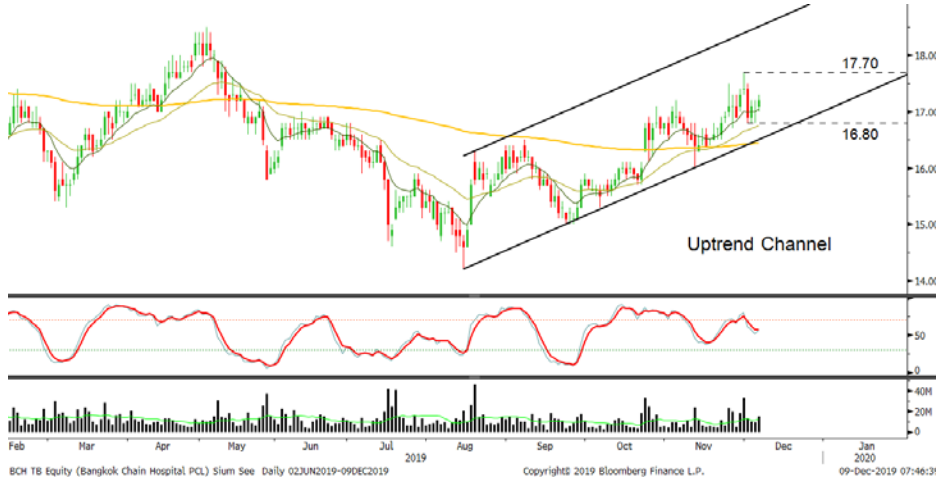 18.00
17.70
17.00
16.80
16.00
15.00
Uptrend Channel
14.00
50
0
40M
20M
0
Feb Mar Apr May Jun Jul Aug Sep Oct Nov Dec Jan
2019 2020
BCH TB Equity (Bangkok Chain Hospital PCL) Sium See Daily 02JUN2019-09DEC2019 Copyright© 2019 Bloomberg Finance L.P. 09-Dec-2019 07:46:39